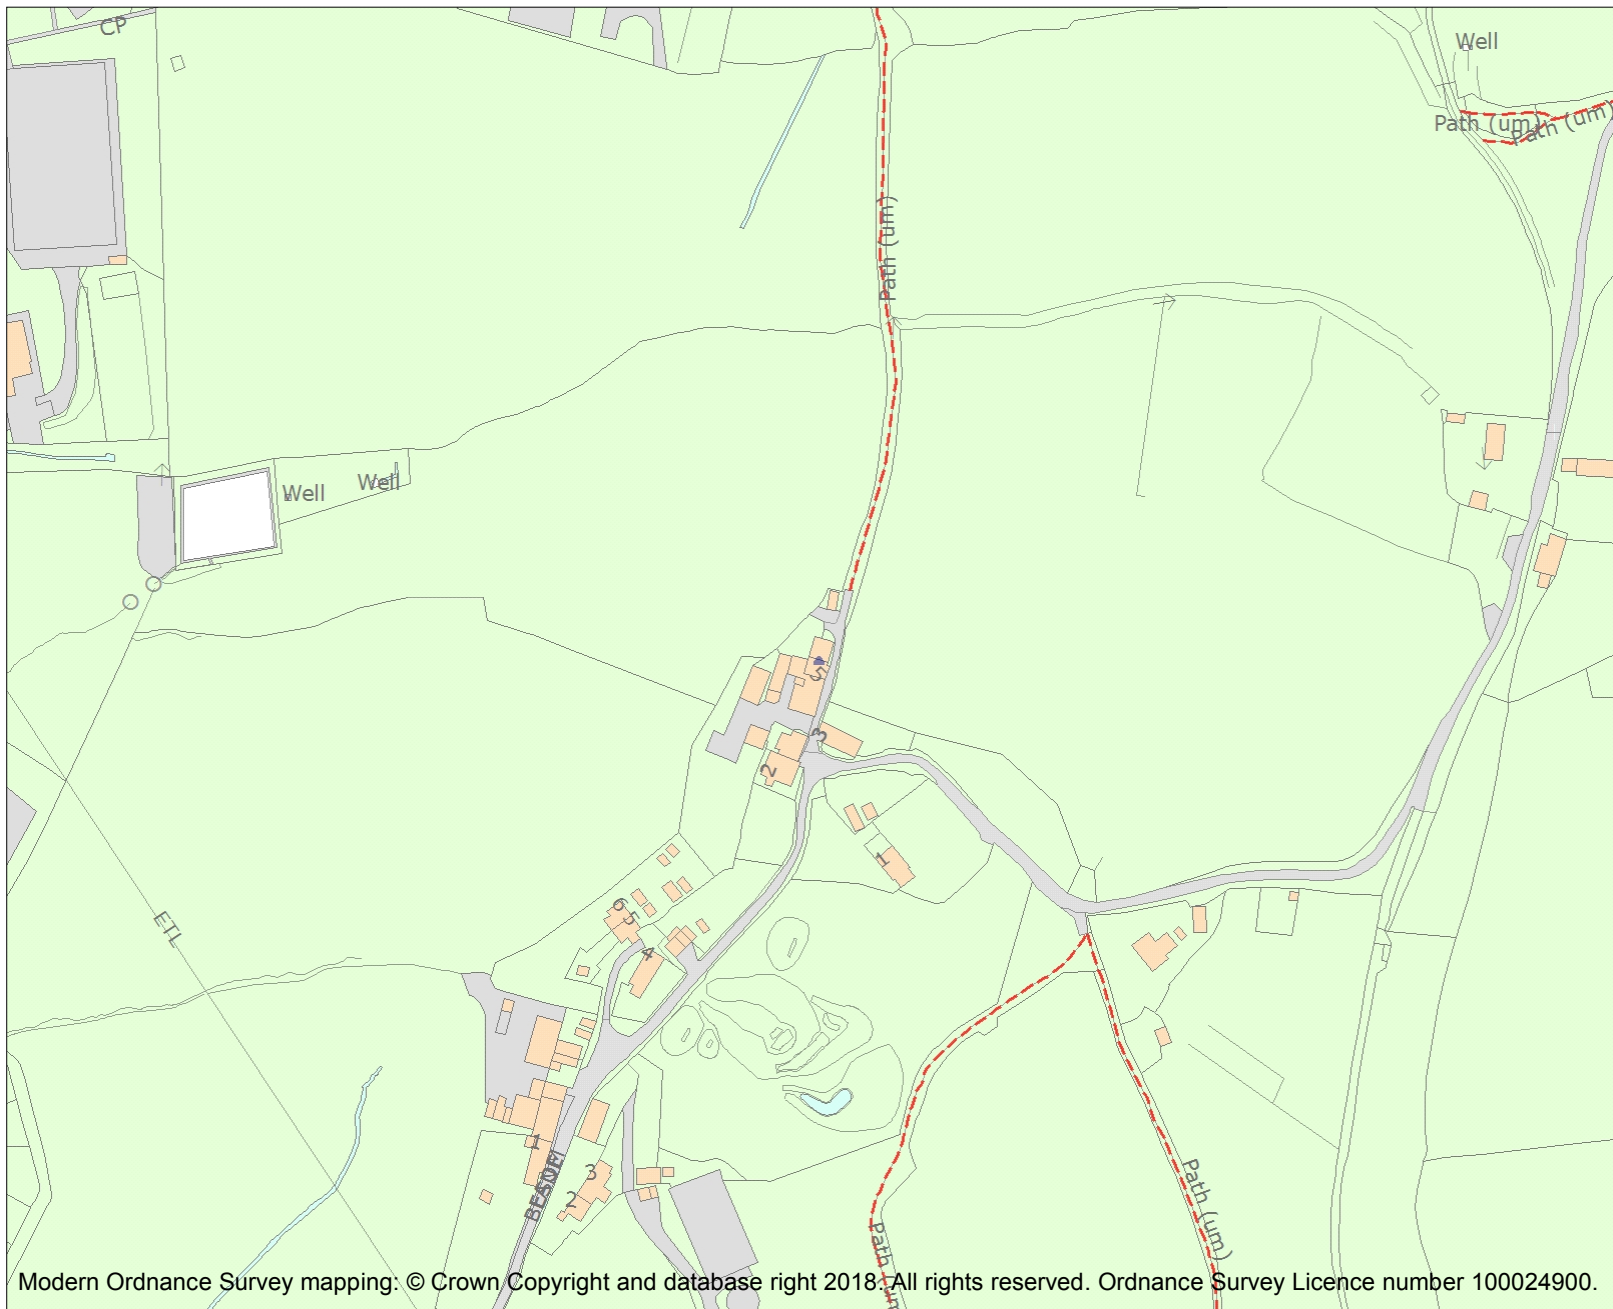 CP
Well
Path (um)
Path (um)
Path (um)
Well
Well
S
3
2
1
6
5
4
ETL
1
3
2
Path (um)
Path (um
Modern Ordnance Survey mapping: © Crown Copyright and database right 2018. All rights reserved. Ordnance Survey Licence number 100024900.